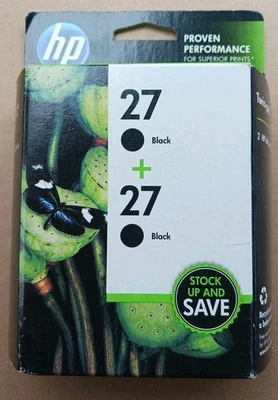 hp
PROVEN
PERFORMANCE
FOR SUPERIOR PRINTS*
27
Black
+
27
Black
STOCK
UP AND
SAVE